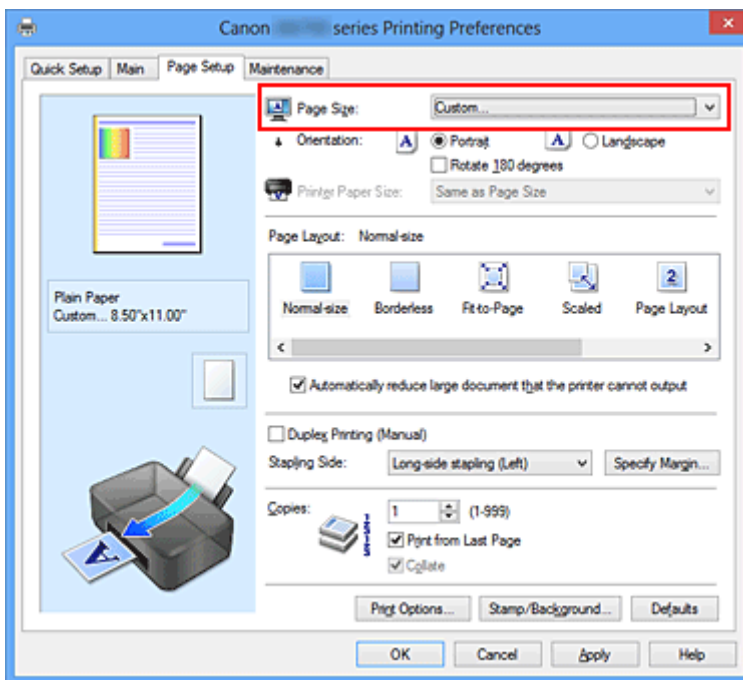 Canon series Printing Preferences
Quick Setup Main Page Setup Maintenance
Page Size: Custom...
Orientation: A Portrait A Landscape
Rotate 180 degrees
Printer Paper Size: Same as Page Size
Page Layout: Normal-size
Plain Paper
Custom... 8.50"x11.00"
2
Normal-size Borderless Fit-to-Page Scaled Page Layout
Automatically reduce large document that the printer cannot output
Duplex Printing (Manual)
Stapling Side: Long-side stapling (Left) Specify Margin...
Copies: 1 (1-999)
Print from Last Page
Collate
A
Print Options... Stamp/Background... Defaults
OK Cancel Apply Help